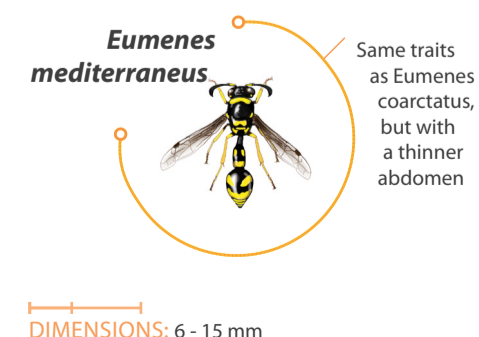 Eumenes
mediterraneus
Same traits
as Eumenes
coarctatus,
but with
a thinner
abdomen
DIMENSIONS: 6 - 15 mm